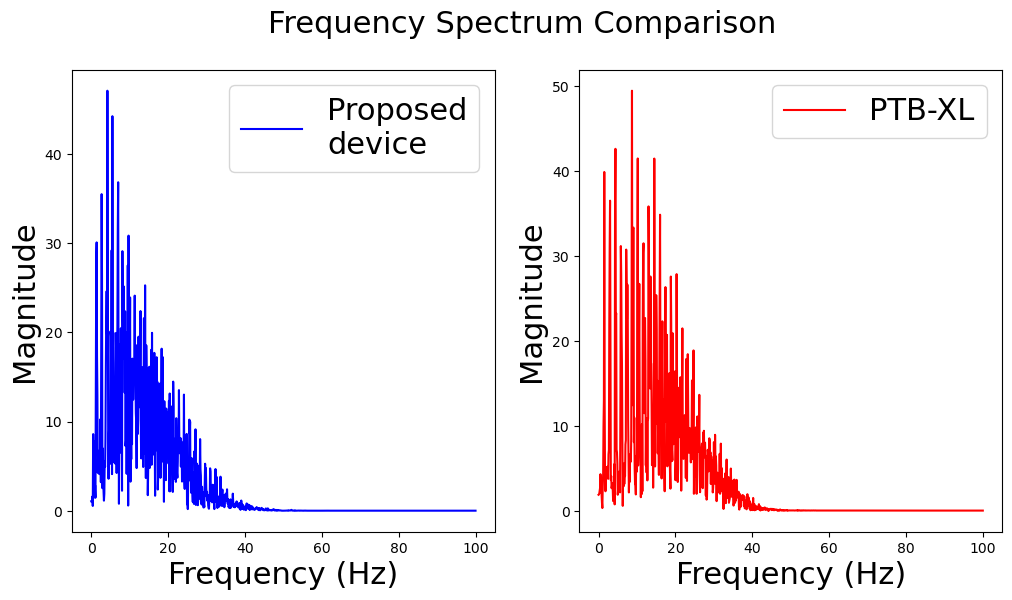 Frequency Spectrum Comparison
Proposed
device
Magnitude
40
30
20
10
0
0 20 40 60 80 100
Frequency (Hz)
PTB-XL
Magnitude
50
40
30
20
10
0
0 20 40 60 80 100
Frequency (Hz)